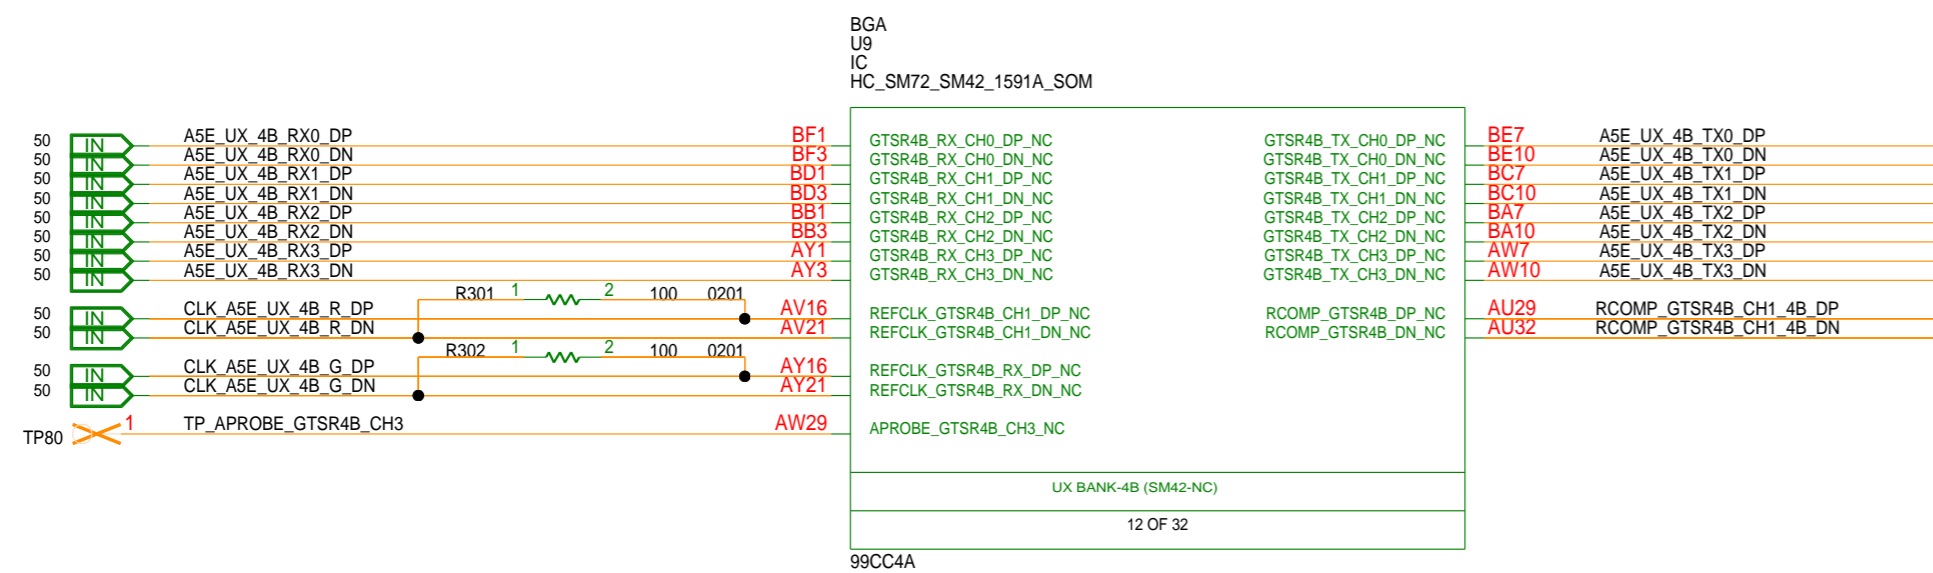 BGA
U9
IC
HC_SM72_SM42_1591A_SOM
50 IN A5E_UX_4B_RX0_DP BF1 GTSR4B_RX_CH0_DP_NC GTSR4B_TX_CH0_DP_NC BE7 A5E_UX_4B_TX0_DP
50 IN A5E_UX_4B_RX0_DN BF3 GTSR4B_RX_CH0_DN_NC GTSR4B_TX_CH0_DN_NC BE10 A5E_UX_4B_TX0_DN
50 IN A5E_UX_4B_RX1_DP BD1 GTSR4B_RX_CH1_DP_NC GTSR4B_TX_CH1_DP_NC BC7 A5E_UX_4B_TX1_DP
50 IN A5E_UX_4B_RX1_DN BD3 GTSR4B_RX_CH1_DN_NC GTSR4B_TX_CH1_DN_NC BC10 A5E_UX_4B_TX1_DN
50 IN A5E_UX_4B_RX2_DP BB1 GTSR4B_RX_CH2_DP_NC GTSR4B_TX_CH2_DP_NC BA7 A5E_UX_4B_TX2_DP
50 IN A5E_UX_4B_RX2_DN BB3 GTSR4B_RX_CH2_DN_NC GTSR4B_TX_CH2_DN_NC BA10 A5E_UX_4B_TX2_DN
50 IN A5E_UX_4B_RX3_DP AY1 GTSR4B_RX_CH3_DP_NC GTSR4B_TX_CH3_DP_NC AW7 A5E_UX_4B_TX3_DP
50 IN A5E_UX_4B_RX3_DN AY3 GTSR4B_RX_CH3_DN_NC GTSR4B_TX_CH3_DN_NC AW10 A5E_UX_4B_TX3_DN
R301 1 2 100 0201
50 IN CLK_A5E_UX_4B_R_DP AV16 REFCLK_GTSR4B_CH1_DP_NC RCOMP_GTSR4B_DP_NC AU29 RCOMP_GTSR4B_CH1_4B_DP
50 IN CLK_A5E_UX_4B_R_DN AV21 REFCLK_GTSR4B_CH1_DN_NC RCOMP_GTSR4B_DN_NC AU32 RCOMP_GTSR4B_CH1_4B_DN
R302 1 2 100 0201
50 IN CLK_A5E_UX_4B_G_DP AY16 REFCLK_GTSR4B_RX_DP_NC
50 IN CLK_A5E_UX_4B_G_DN AY21 REFCLK_GTSR4B_RX_DN_NC
TP80 1 TP_APROBE_GTSR4B_CH3 AW29 APROBE_GTSR4B_CH3_NC
UX BANK-4B (SM42-NC)
12 OF 32
99CC4A